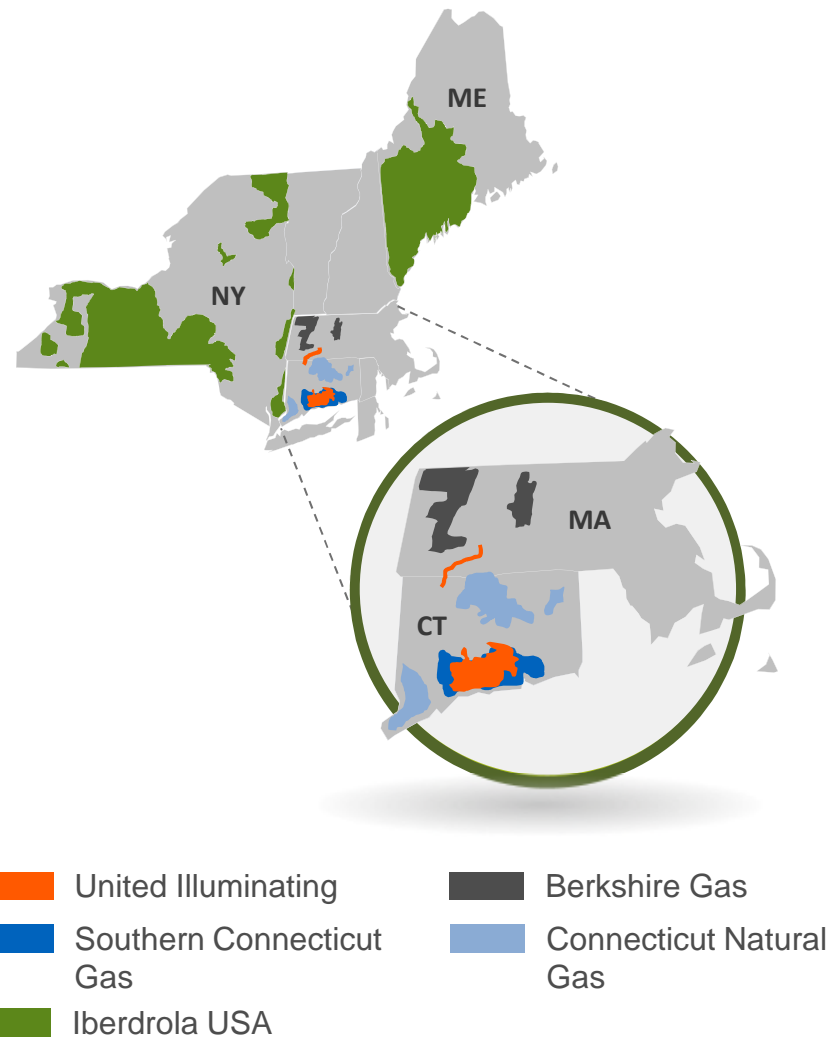 ME
NY
MA
CT
United Illuminating
Berkshire Gas
Southern Connecticut
Gas
Connecticut Natural
Gas
Iberdrola USA